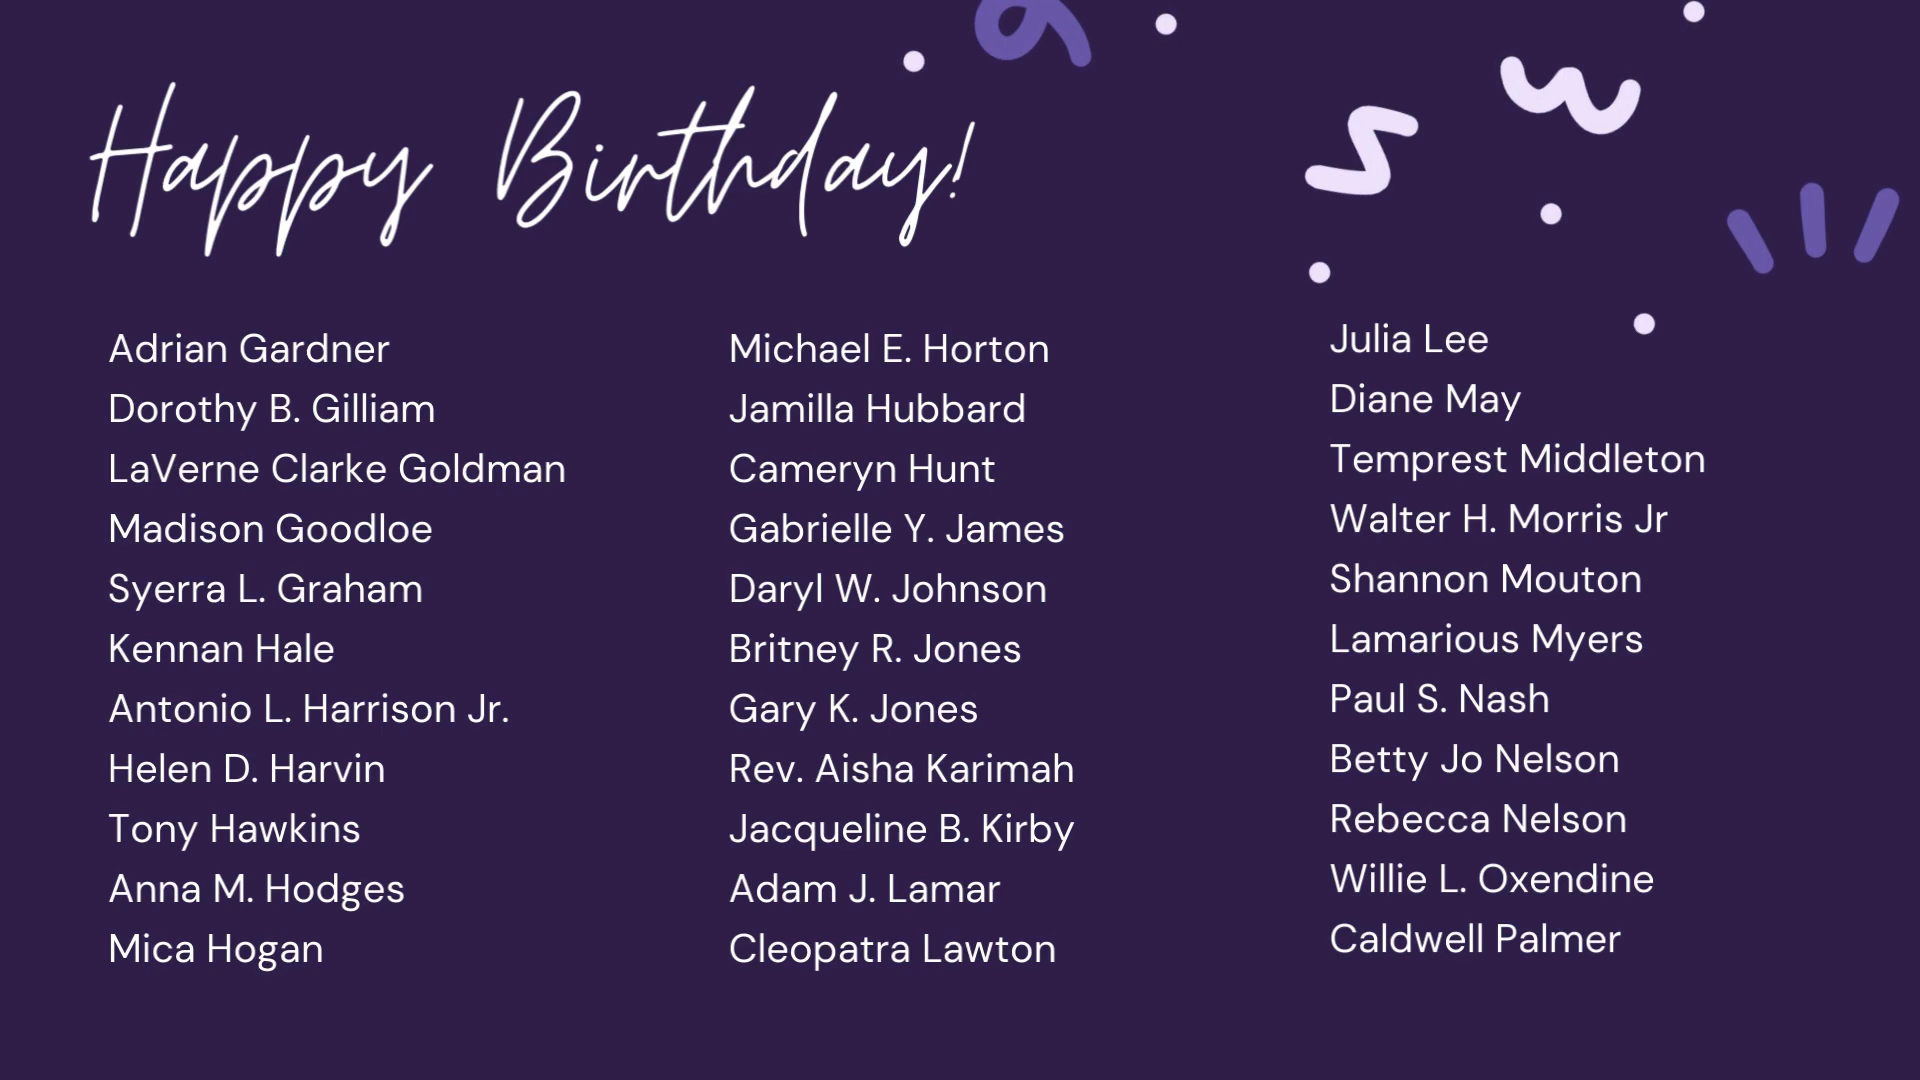 Happy Birthday!
Adrian Gardner
Dorothy B. Gilliam
LaVerne Clarke Goldman
Madison Goodloe
Syerra L. Graham
Kennan Hale
Antonio L. Harrison Jr.
Helen D. Harvin
Tony Hawkins
Anna M. Hodges
Mica Hogan
Michael E. Horton
Jamilla Hubbard
Cameryn Hunt
Gabrielle Y. James
Daryl W. Johnson
Britney R. Jones
Gary K. Jones
Rev. Aisha Karimah
Jacqueline B. Kirby
Adam J. Lamar
Cleopatra Lawton
Julia Lee
Diane May
Temprest Middleton
Walter H. Morris Jr
Shannon Mouton
Lamarious Myers
Paul S. Nash
Betty Jo Nelson
Rebecca Nelson
Willie L. Oxendine
Caldwell Palmer